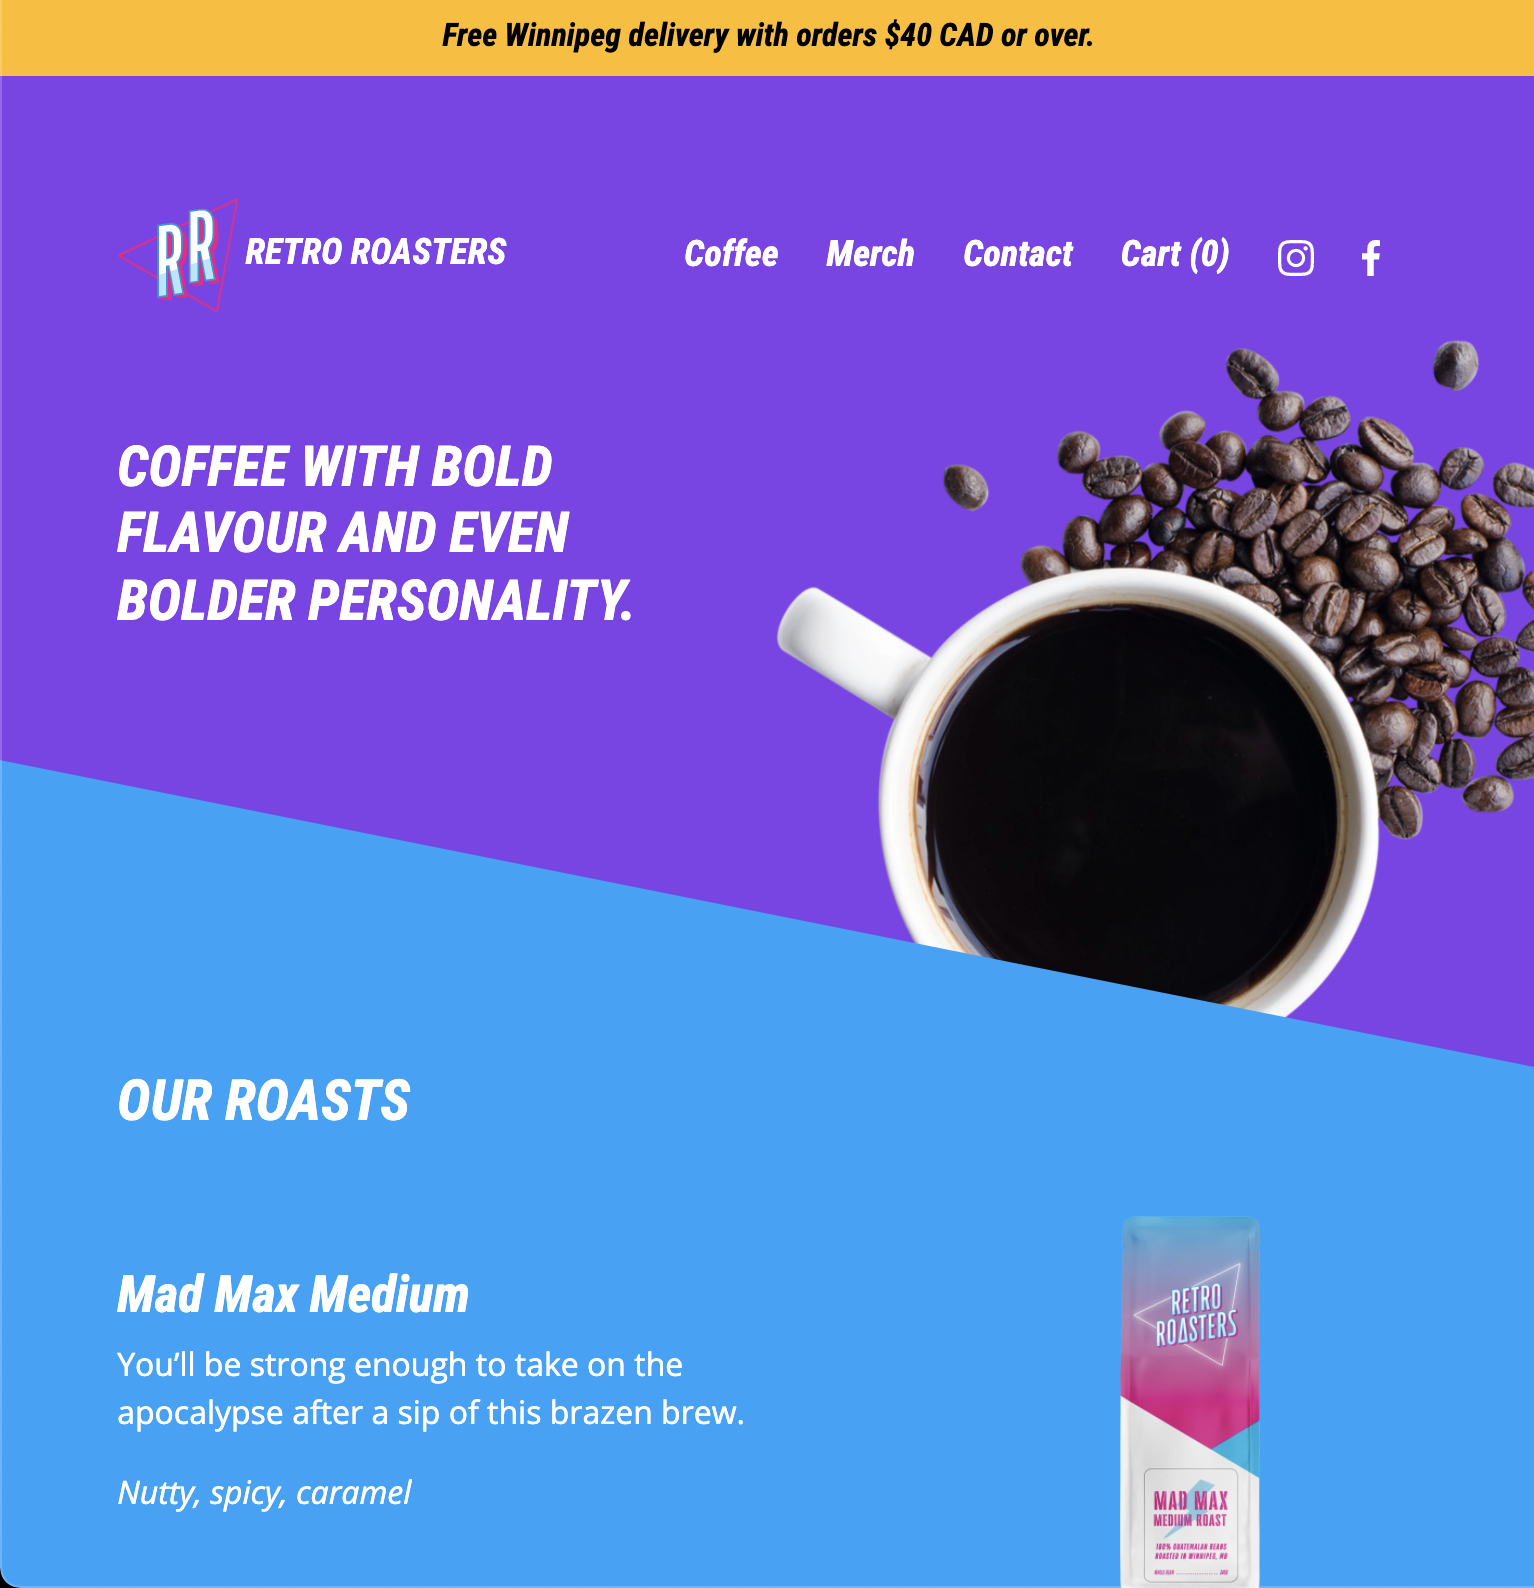 Free Winnipeg delivery with orders $40 CAD or over.
RR
RETRO ROASTERS
Coffee
Merch
Contact
Cart (0)
COFFEE WITH BOLD
FLAVOUR AND EVEN
BOLDER PERSONALITY.
OUR ROASTS
Mad Max Medium
You’ll be strong enough to take on the
apocalypse after a sip of this brazen brew.
Nutty, spicy, caramel
RETRO
ROASTERS
MAD MAX
MEDIUM ROAST
100% GUATEMALAN BEANS
ROASTED IN WINNIPEG, MB